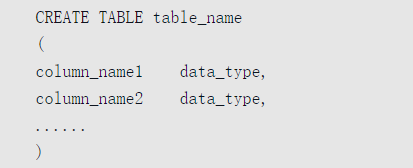 CREATE TABLE table_name
(
column_name1 data_type,
column_name2 data_type,
......
)